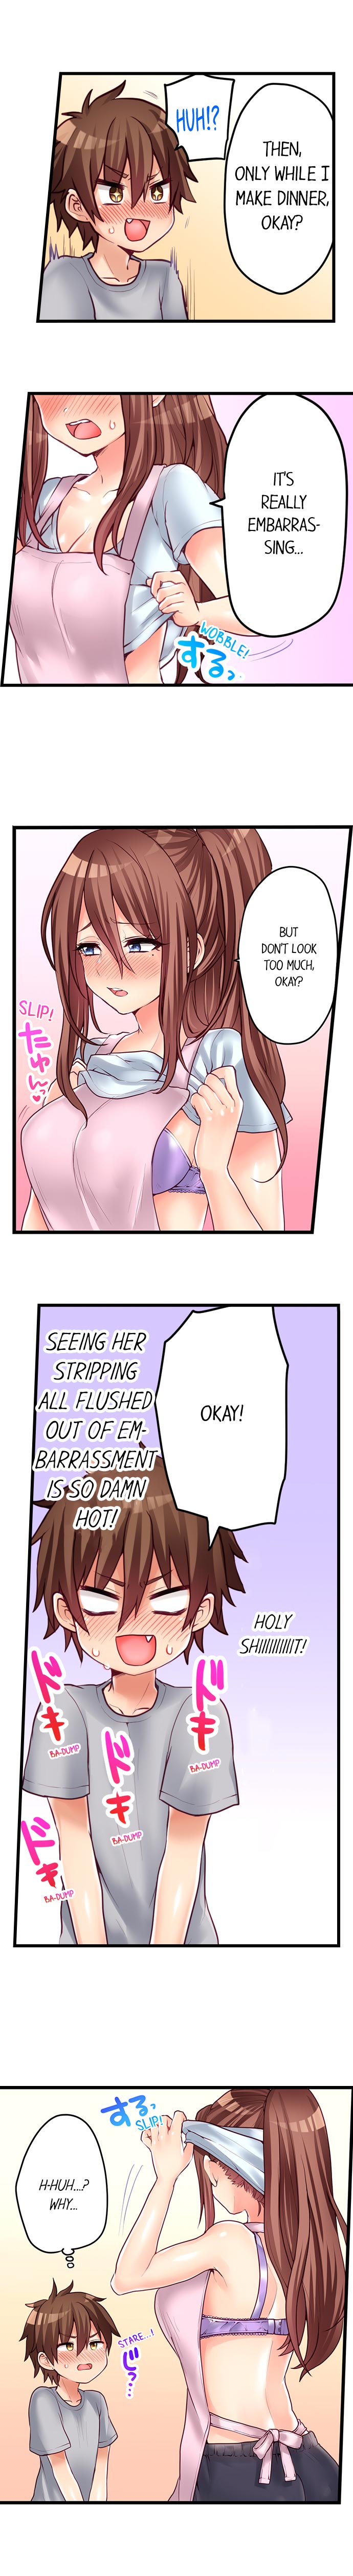 HUH!?
THEN,
ONLY WHILE I
MAKE DINNER,
OKAY?
IT'S
REALLY
EMBARRAS-
SING...
WOBBLE!
するっ
BUT
DON'T LOOK
TOO MUCH,
OKAY?
SLIP!
たゆんっ♥
SEEING HER
STRIPPING
ALL FLUSHED
OUT OF EM-
BARRASSMENT
IS SO DAMN
HOT!
OKAY!
HOLY
SHIIIIIIIIIT!
ドキ
BA-DUMP
ドキ
BA-DUMP
ドキ
BA-DUMP
ドキ
BA-DUMP
するっ
SLIP!
H-HUH...?
WHY...
STARE...!
じっ…